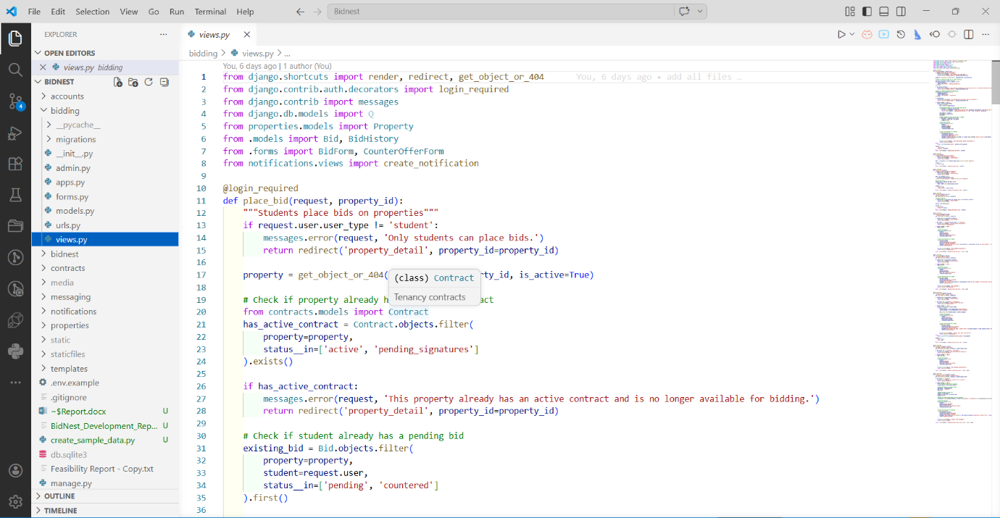 File Edit Selection View Go Run Terminal Help
Bidnest
EXPLORER
OPEN EDITORS
views.py bidding
BIDNEST
accounts
bidding
__pycache__
migrations
__init__.py
admin.py
apps.py
forms.py
models.py
urls.py
views.py
bidnest
contracts
media
messaging
notifications
properties
static
staticfiles
templates
.env.example
.gitignore
~$Report.docx U
BidNest_Development_Rep... U
create_sample_data.py U
db.sqlite3
Feasibility Report - Copy.txt
manage.py
OUTLINE
TIMELINE
4
views.py
bidding > views.py > ...
You, 6 days ago | 1 author (You)
1 from django.shortcuts import render, redirect, get_object_or_404 You, 6 days ago • add all files …
2 from django.contrib.auth.decorators import login_required
3 from django.contrib import messages
4 from django.db.models import Q
5 from properties.models import Property
6 from .models import Bid, BidHistory
7 from .forms import BidForm, CounterOfferForm
8 from notifications.views import create_notification
9
10 @login_required
11 def place_bid(request, property_id):
12 """Students place bids on properties"""
13 if request.user.user_type != 'student':
14 messages.error(request, 'Only students can place bids.')
15 return redirect('property_detail', property_id=property_id)
16
17 property = get_object_or_404( ty_id, is_active=True)
(class) Contract
Tenancy contracts
18
19 # Check if property already h act
20 from contracts.models import Contract
21 has_active_contract = Contract.objects.filter(
22 property=property,
23 status__in=['active', 'pending_signatures']
24 ).exists()
25
26 if has_active_contract:
27 messages.error(request, 'This property already has an active contract and is no longer available for bidding.')
28 return redirect('property_detail', property_id=property_id)
29
30 # Check if student already has a pending bid
31 existing_bid = Bid.objects.filter(
32 property=property,
33 student=request.user,
34 status__in=['pending', 'countered']
35 ).first()
36